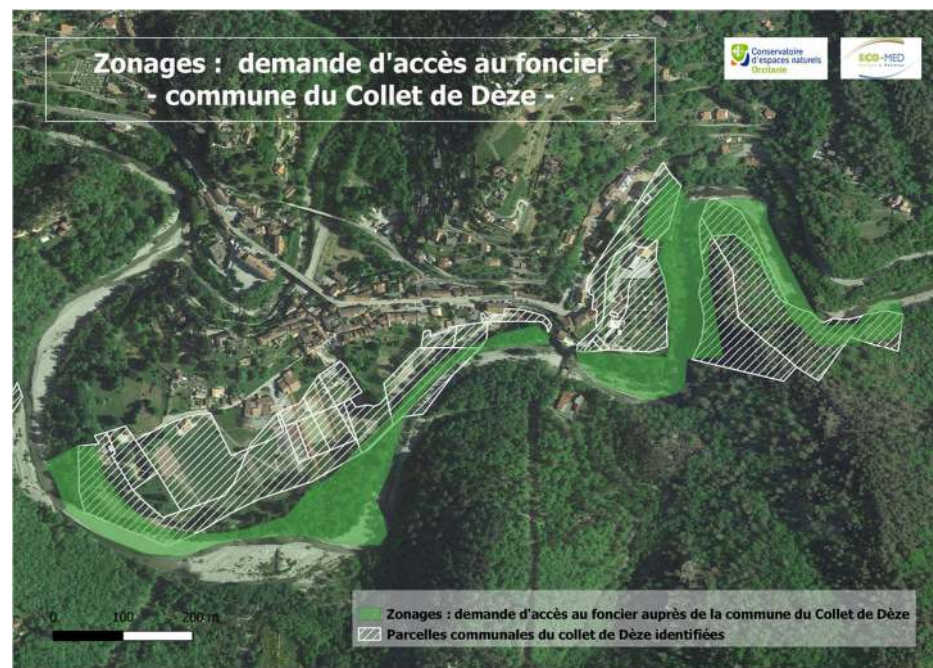 Zonages : demande d'accès au foncier
- commune du Collet de Dèze -
Conservatoire
d'espaces naturels
Occitanie
ECO-MED
0 100 200 m
Zonages : demande d'accès au foncier auprès de la commune du Collet de Dèze
Parcelles communales du collet de Dèze identifiées